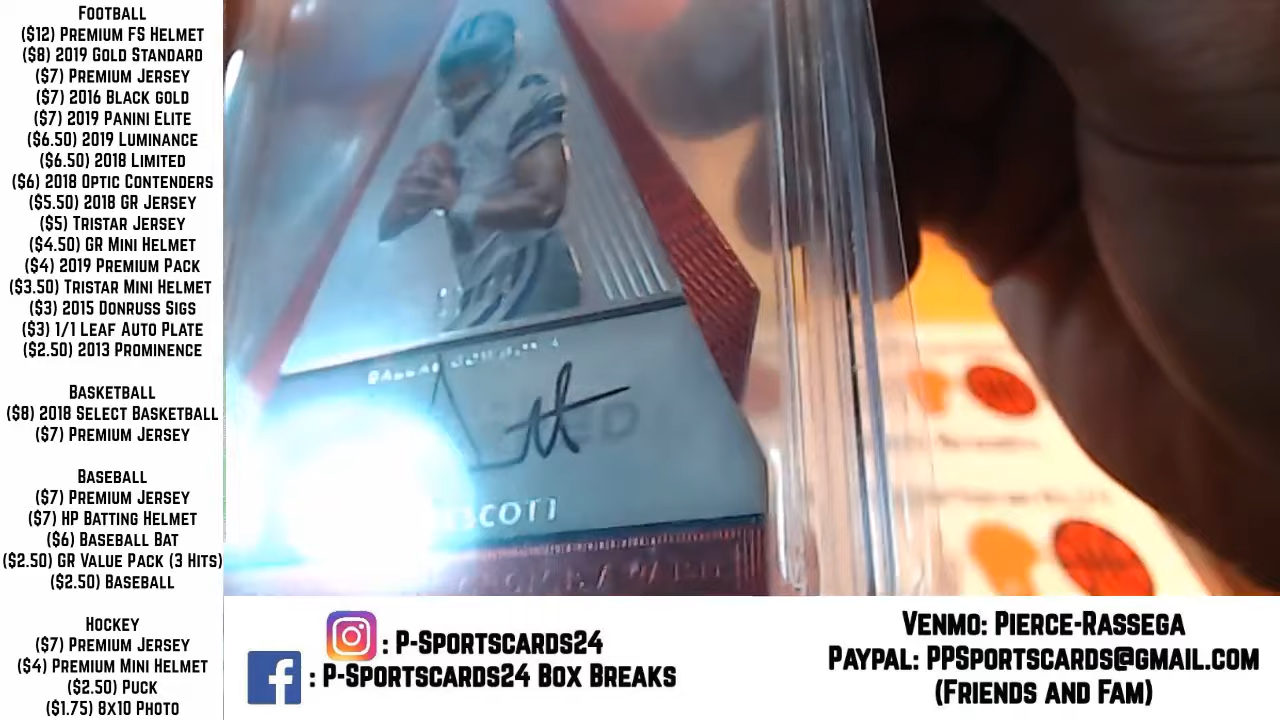 FOOTBALL
($12) PREMIUM FS HELMET
($8) 2019 GOLD STANDARD
($7) PREMIUM JERSEY
($7) 2016 BLACK GOLD
($7) 2019 PANINI ELITE
($6.50) 2019 LUMINANCE
($6.50) 2018 LIMITED
($6) 2018 OPTIC CONTENDERS
($5.50) 2018 GR JERSEY
($5) TRISTAR JERSEY
($4.50) GR MINI HELMET
($4) 2019 PREMIUM PACK
($3.50) TRISTAR MINI HELMET
($3) 2015 DONRUSS SIGS
($3) 1/1 LEAF AUTO PLATE
($2.50) 2013 PROMINENCE
BASKETBALL
($8) 2018 SELECT BASKETBALL
($7) PREMIUM JERSEY
BASEBALL
($7) PREMIUM JERSEY
($7) HP BATTING HELMET
($6) BASEBALL BAT
($2.50) GR VALUE PACK (3 HITS)
($2.50) BASEBALL
HOCKEY
($7) PREMIUM JERSEY
($4) PREMIUM MINI HELMET
($2.50) PUCK
($1.75) 8X10 PHOTO
: P-SPORTSCARDS24
: P-SPORTSCARDS24 BOX BREAKS
VENMO: PIERCE-RASSEGA
PAYPAL: PPSPORTSCARDS@GMAIL.COM
(FRIENDS AND FAM)